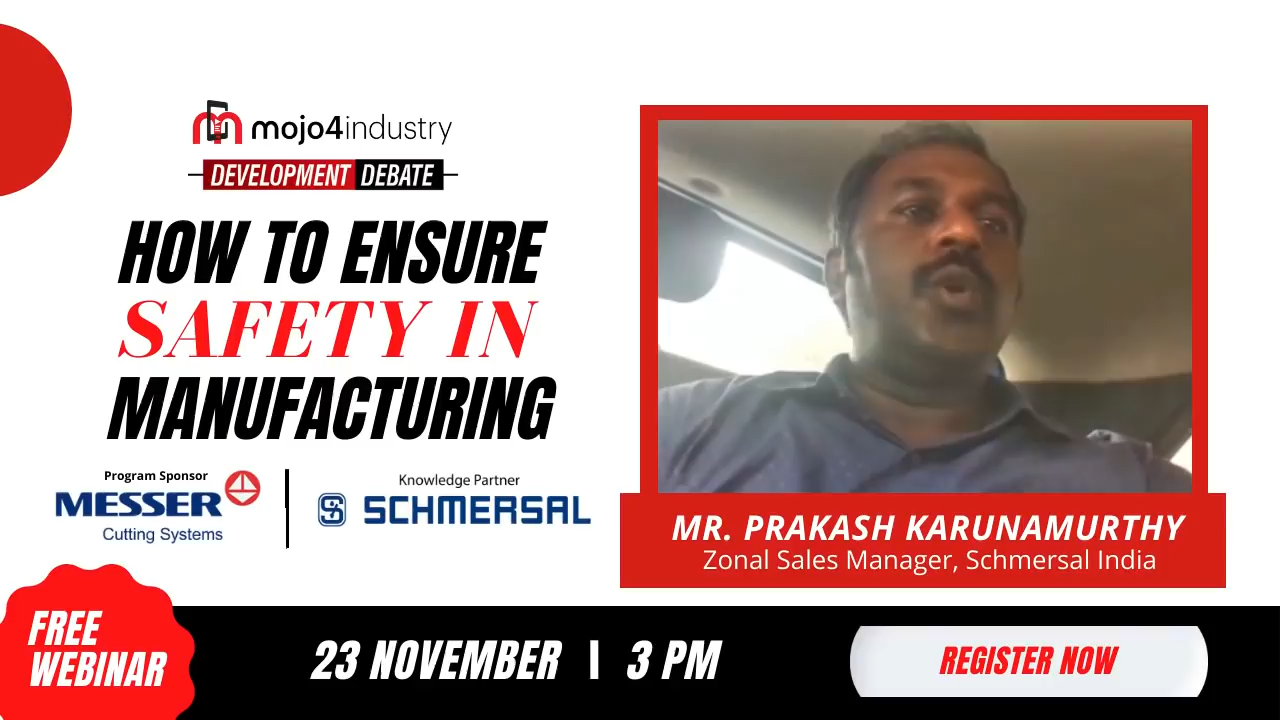 mojo4industry
DEVELOPMENT DEBATE
HOW TO ENSURE
SAFETY IN
MANUFACTURING
Program Sponsor
MESSER
Cutting Systems
Knowledge Partner
SCHMERSAL
MR. PRAKASH KARUNAMURTHY
Zonal Sales Manager, Schmersal India
FREE
WEBINAR
23 NOVEMBER | 3 PM
REGISTER NOW